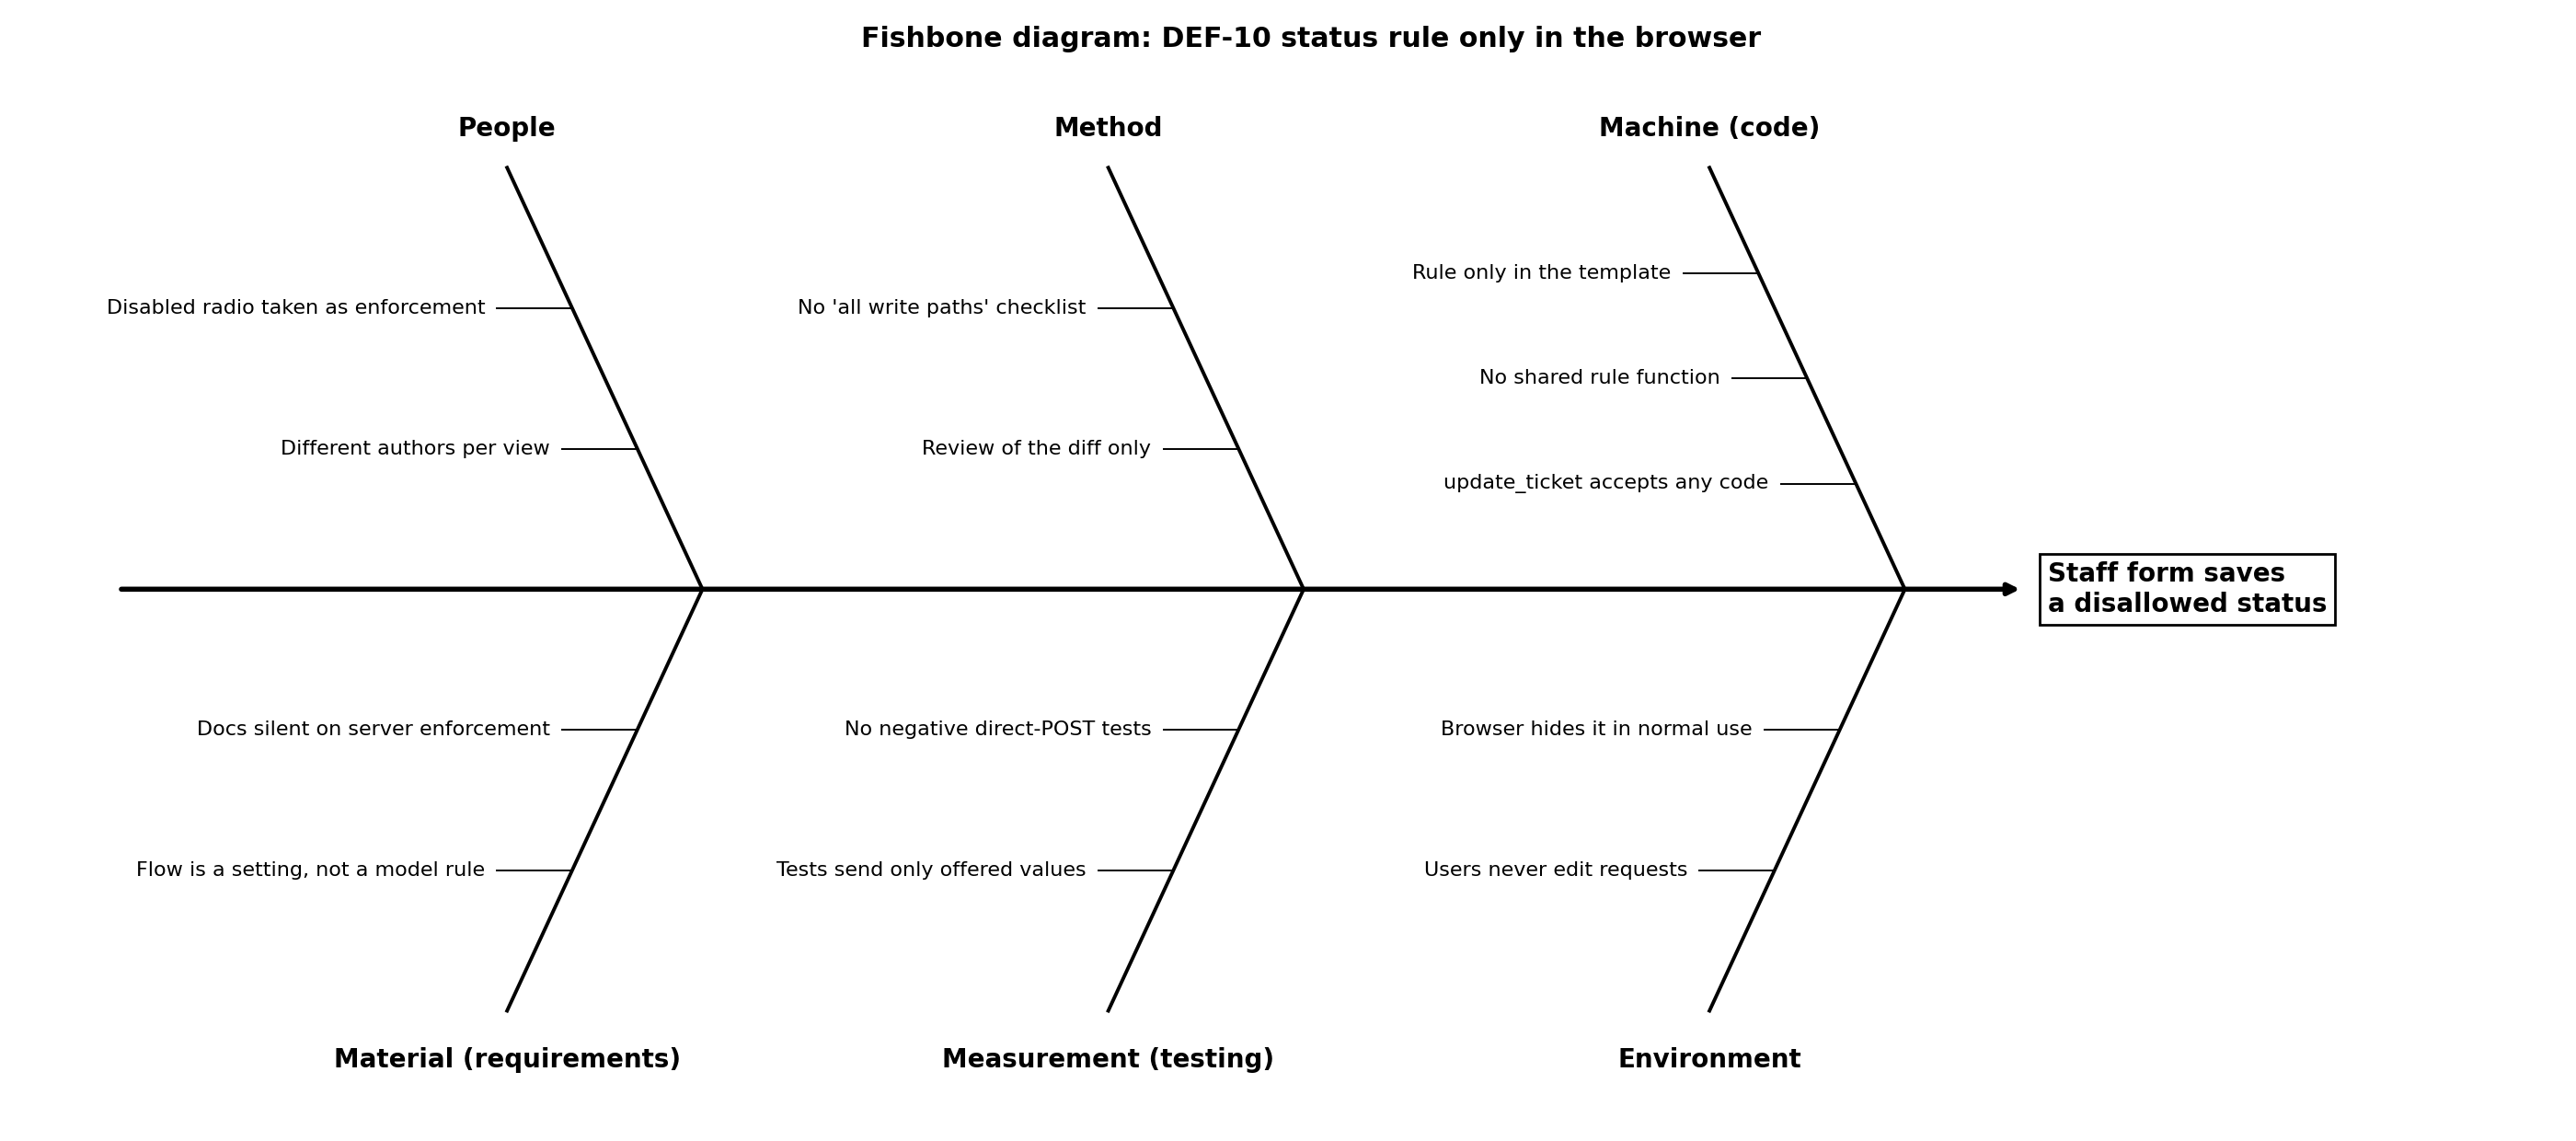 Fishbone diagram: DEF-10 status rule only in the browser
People
Method
Machine (code)
Rule only in the template
Disabled radio taken as enforcement
No 'all write paths' checklist
No shared rule function
Different authors per view
Review of the diff only
update_ticket accepts any code
Staff form saves
a disallowed status
Docs silent on server enforcement
No negative direct-POST tests
Browser hides it in normal use
Flow is a setting, not a model rule
Tests send only offered values
Users never edit requests
Material (requirements)
Measurement (testing)
Environment